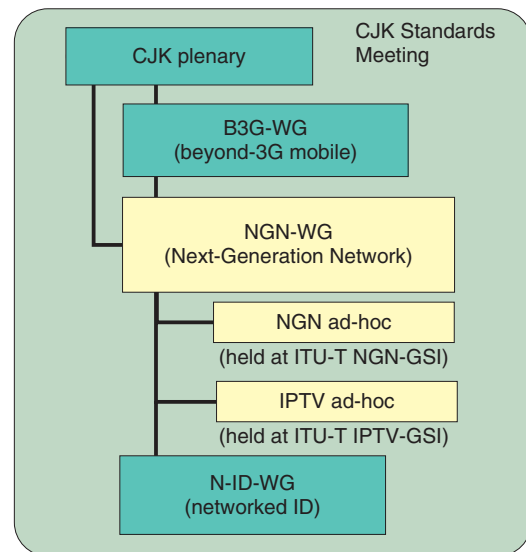 CJK Standards
Meeting
CJK plenary
B3G-WG
(beyond-3G mobile)
NGN-WG
(Next-Generation Network)
NGN ad-hoc
(held at ITU-T NGN-GSI)
IPTV ad-hoc
(held at ITU-T IPTV-GSI)
N-ID-WG
(networked ID)